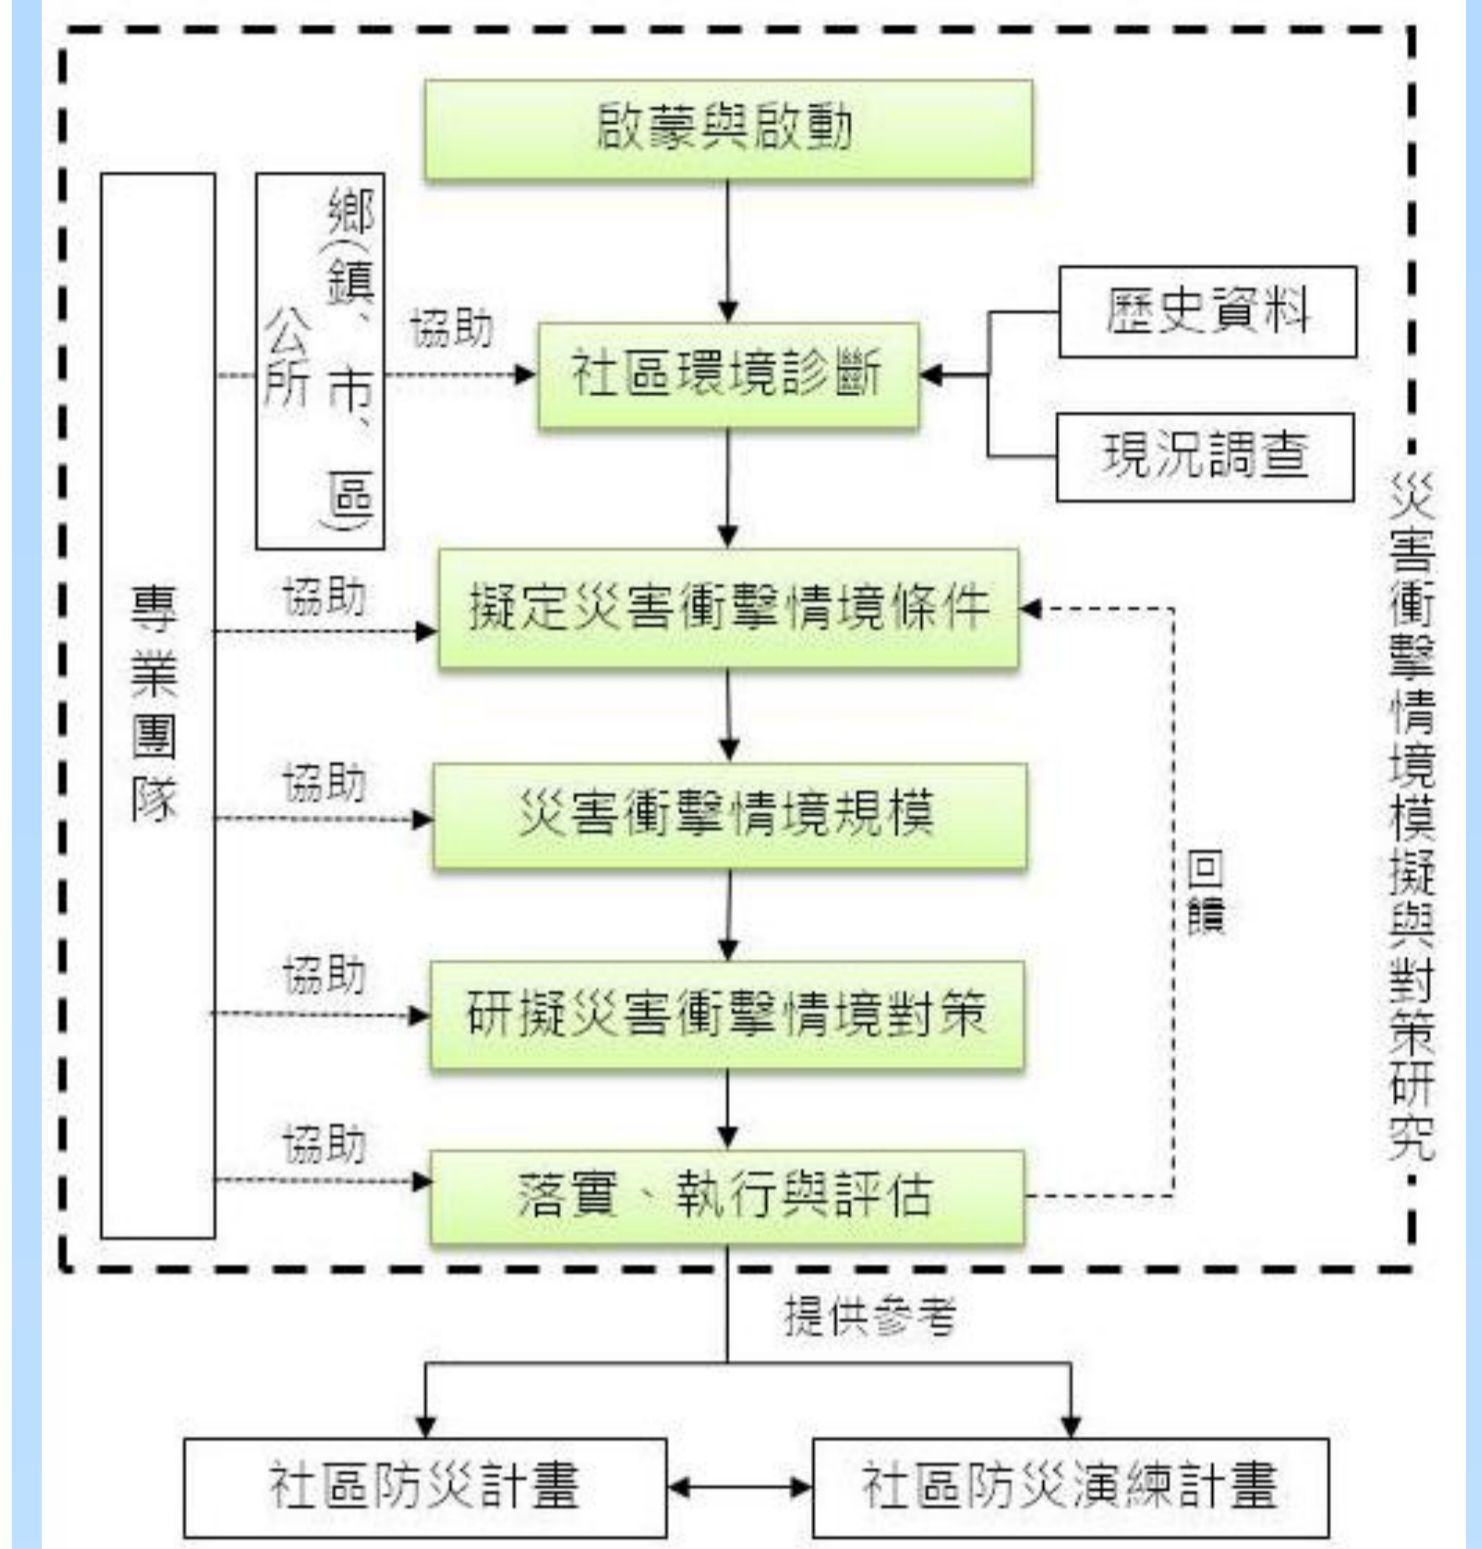 啟蒙與啟動
專業團隊
鄉(鎮、市、區)
公所
協助
社區環境診斷
歷史資料
現況調查
協助
擬定災害衝擊情境條件
協助
災害衝擊情境規模
回饋
協助
研擬災害衝擊情境對策
協助
落實、執行與評估
災害衝擊情境模擬與對策研究
提供參考
社區防災計畫
社區防災演練計畫